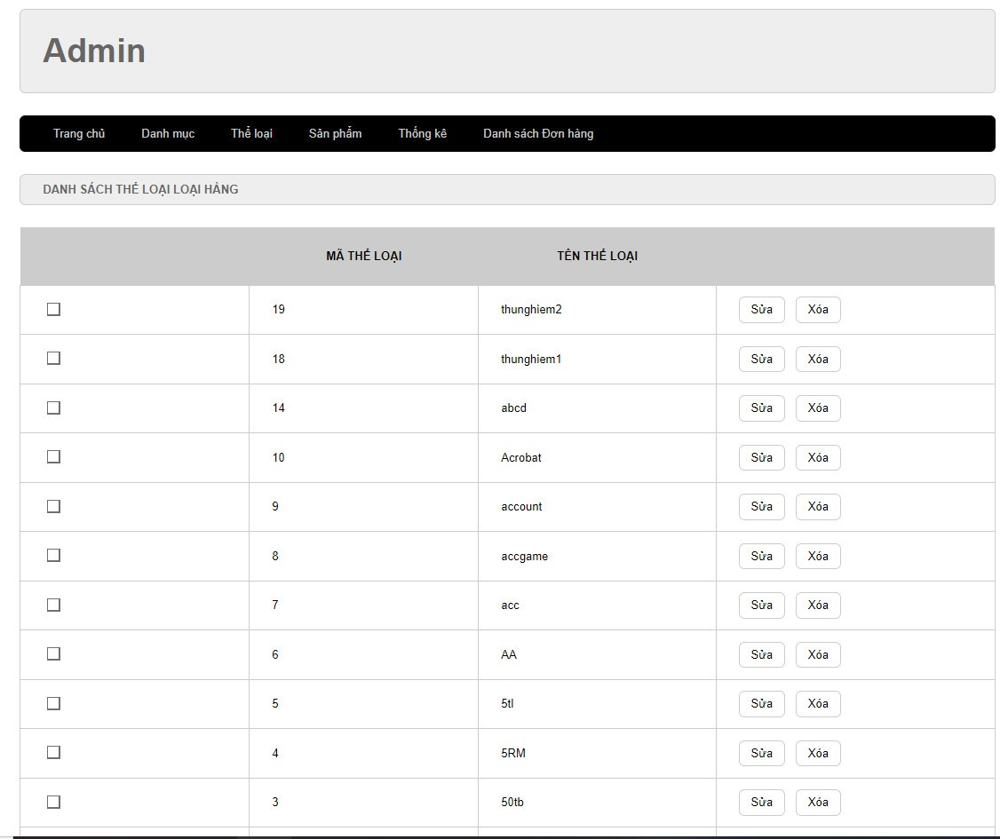 Admin
Trang chủ Danh mục Thể loại Sản phẩm Thống kê Danh sách Đơn hàng
DANH SÁCH THỂ LOẠI LOẠI HÀNG
MÃ THỂ LOẠI TÊN THỂ LOẠI
19 thunghiem2 Sửa Xóa
18 thunghiem1 Sửa Xóa
14 abcd Sửa Xóa
10 Acrobat Sửa Xóa
9 account Sửa Xóa
8 accgame Sửa Xóa
7 acc Sửa Xóa
6 AA Sửa Xóa
5 5tl Sửa Xóa
4 5RM Sửa Xóa
3 50tb Sửa Xóa